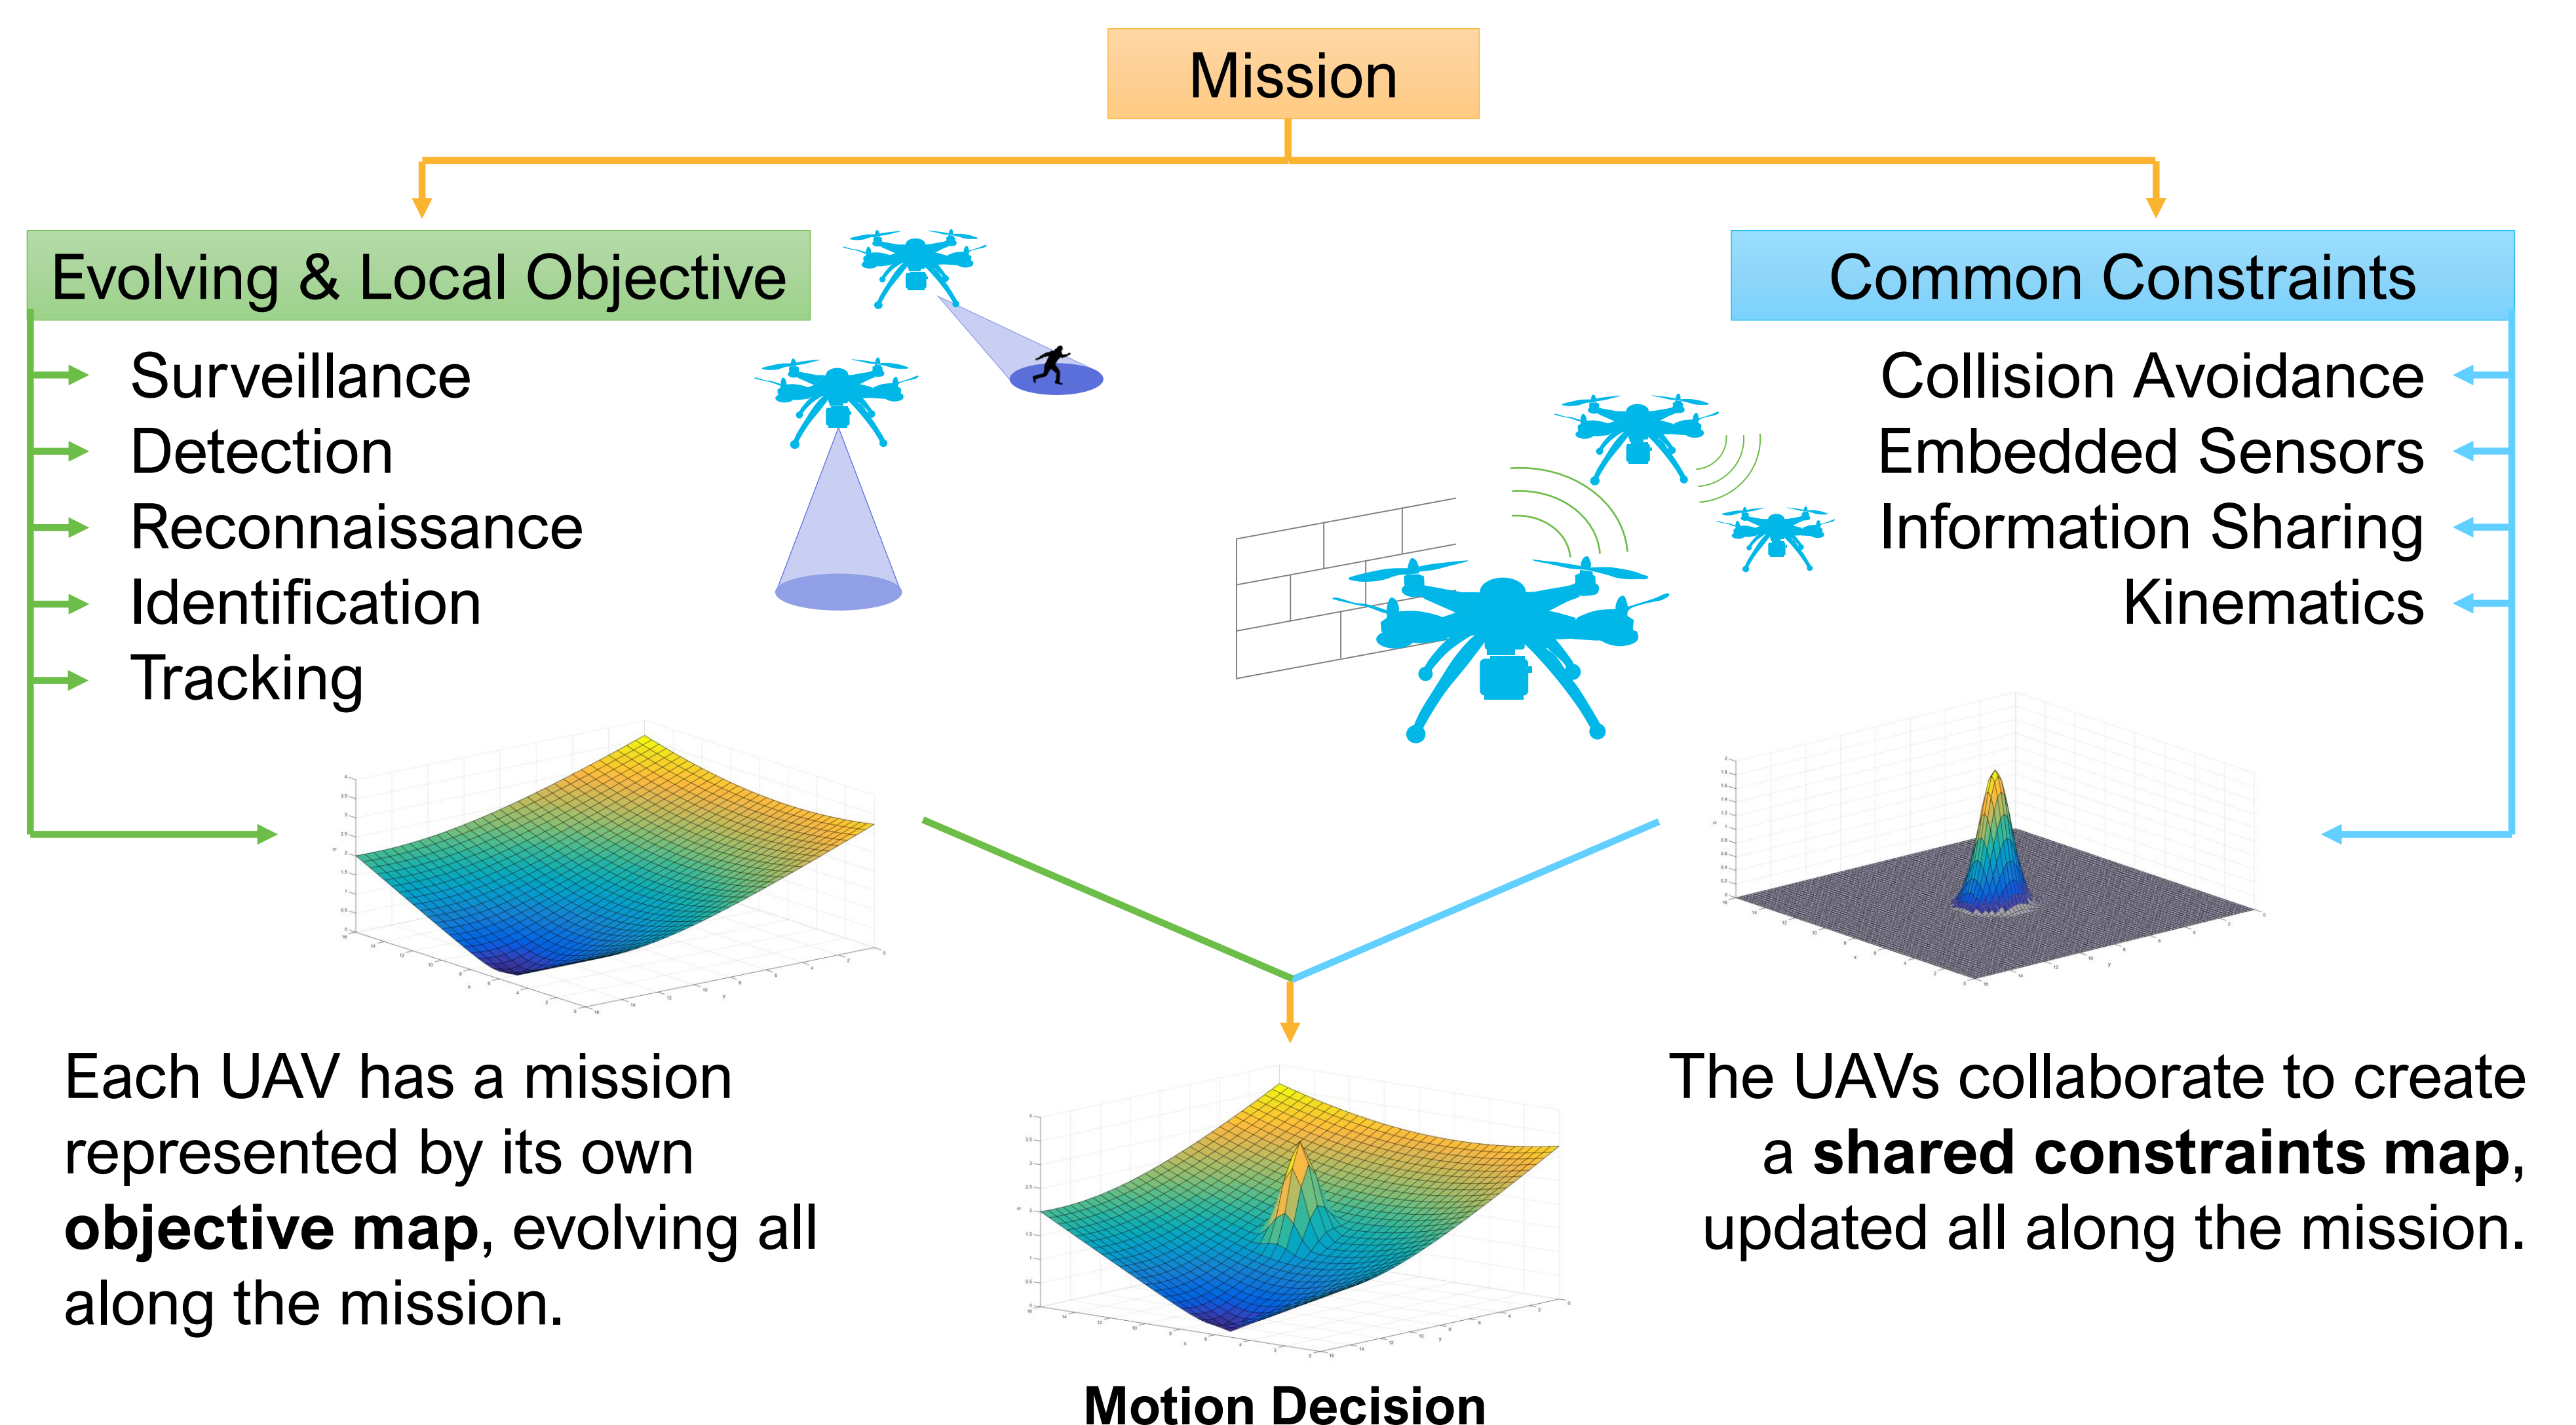 Mission
Evolving & Local Objective
Surveillance
Detection
Reconnaissance
Identification
Tracking
Common Constraints
Collision Avoidance
Embedded Sensors
Information Sharing
Kinematics
Each UAV has a mission
represented by its own
objective map, evolving all
along the mission.
The UAVs collaborate to create
a shared constraints map,
updated all along the mission.
Motion Decision